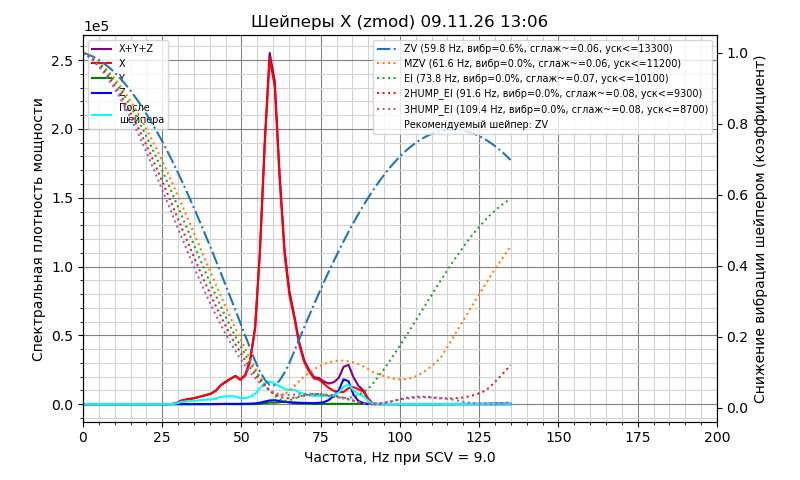 Шейперы X (zmod) 09.11.26 13:06
1e5
X+Y+Z
X
Y
Z
После
шейпера
ZV (59.8 Hz, вибр=0.6%, сглаж~=0.06, уск<=13300)
MZV (61.6 Hz, вибр=0.0%, сглаж~=0.06, уск<=11200)
EI (73.8 Hz, вибр=0.0%, сглаж~=0.07, уск<=10100)
2HUMP_EI (91.6 Hz, вибр=0.0%, сглаж~=0.08, уск<=9300)
3HUMP_EI (109.4 Hz, вибр=0.0%, сглаж~=0.08, уск<=8700)
Рекомендуемый шейпер: ZV
2.5
2.0
1.5
1.0
0.5
0.0
Спектральная плотность мощности
1.0
0.8
0.6
0.4
0.2
0.0
Снижение вибрации шейпером (коэффициент)
0 25 50 75 100 125 150 175 200
Частота, Hz при SCV = 9.0